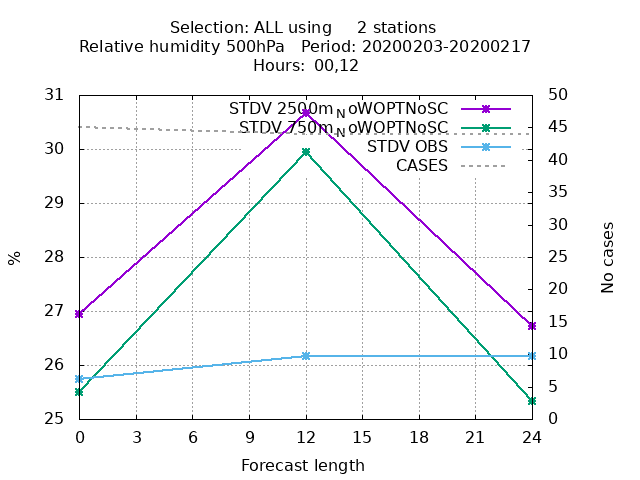 Selection: ALL using     2 stations
Relative humidity 500hPa   Period: 20200203-20200217
Hours:  00,12
31
50
STDV 2500m_NoWOPTNoSC
STDV 750m_NoWOPTNoSC
STDV OBS
CASES
45
30
40
35
29
30
28
25
20
27
15
26
10
5
25
0
%
No cases
0 3 6 9 12 15 18 21 24
Forecast length